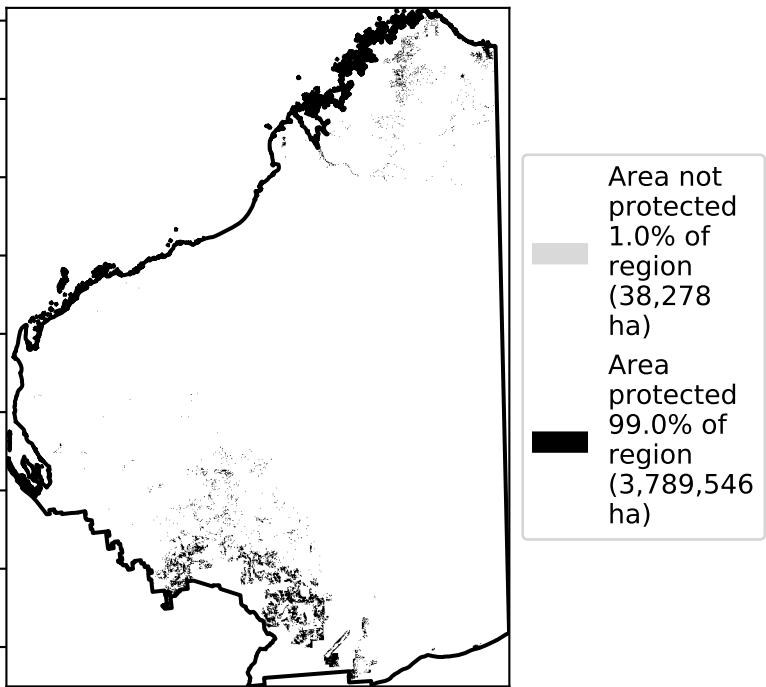 Area not
protected
1.0% of
region
(38,278
ha)
Area
protected
99.0% of
region
(3,789,546
ha)